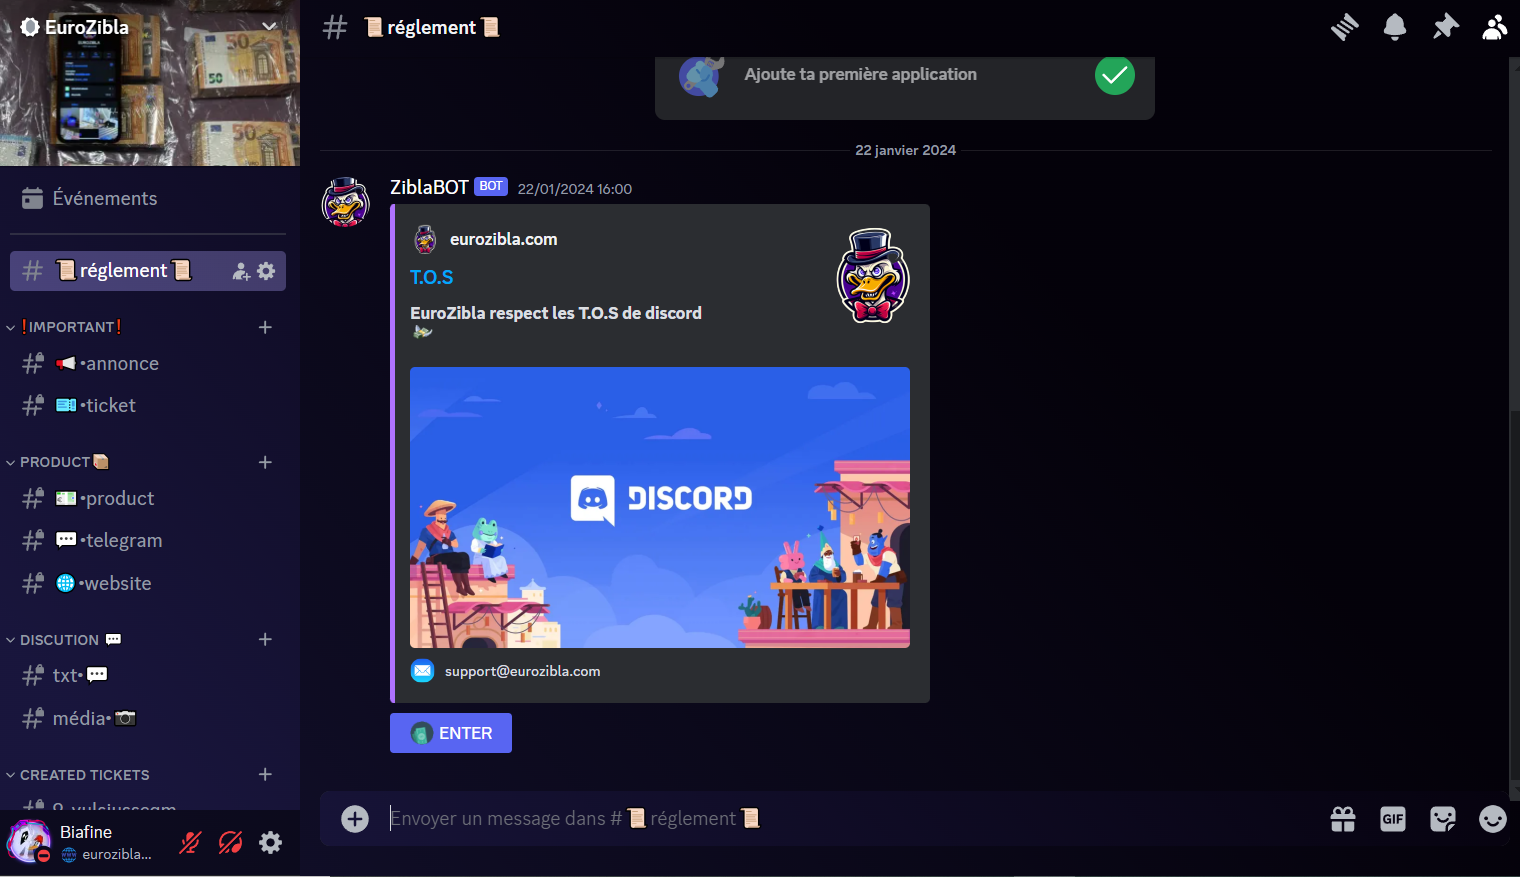 EuroZibla
Événements
📜réglement📜
❗IMPORTANT❗
•annonce
•ticket
PRODUCT📦
•product
•telegram
•website
DISCUTION 💬
txt•💬
média•📷
CREATED TICKETS
Biafine
eurozibla...
📜réglement📜
Ajoute ta première application
22 janvier 2024
ZiblaBOT BOT 22/01/2024 16:00
eurozibla.com
T.O.S
EuroZibla respect les T.O.S de discord
💸
DISCORD
support@eurozibla.com
ENTER
Envoyer un message dans #📜réglement📜
GIF